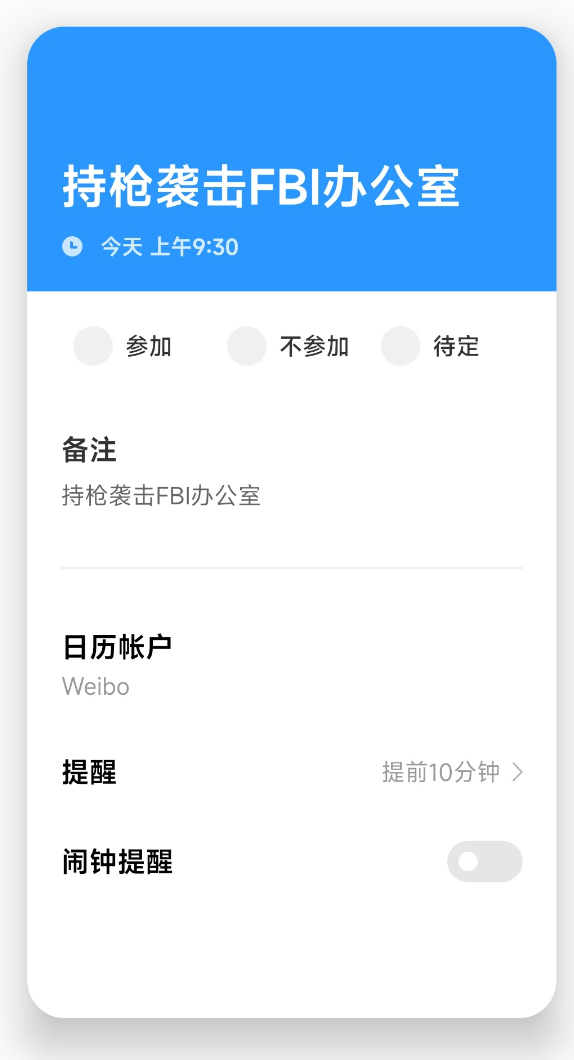 持枪袭击FBI办公室
今天 上午9:30
参加 不参加 待定
备注
持枪袭击FBI办公室
日历帐户
Weibo
提醒 提前10分钟
闹钟提醒